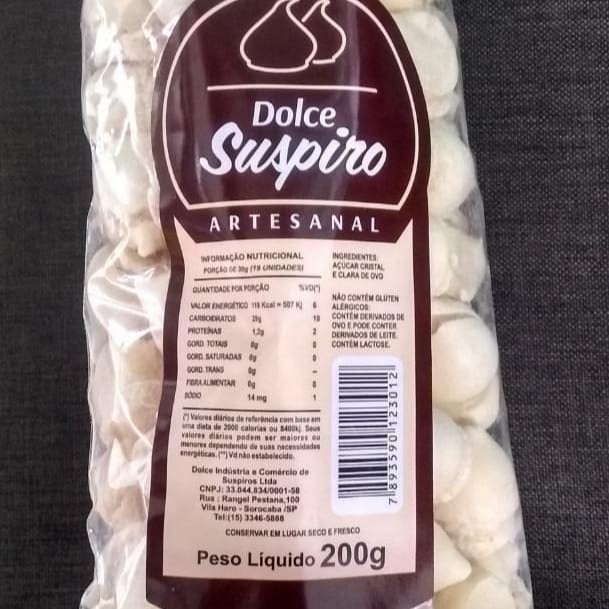 Dolce
Suspiro
ARTESANAL
INFORMAÇÃO NUTRICIONAL
PORÇÃO DE 30g (18 UNIDADES)
QUANTIDADE POR PORÇÃO %VD(*)
VALOR ENERGÉTICO 118 Kcal = 507 Kj 6
CARBOIDRATOS 29g 10
PROTEÍNAS 1,2g 2
GORD. TOTAIS 0g 0
GORD. SATURADAS 0g 0
GORD. TRANS 0g --
FIBRA ALIMENTAR 0g 0
SÓDIO 14 mg 1
(*) Valores diários de referência com base em
uma dieta de 2000 calorias ou 8400kj. Seus
valores diários podem ser maiores ou
menores dependendo de suas necessidades
energéticas. (**) Vd não estabelecido.
Dolce Indústria e Comércio de
Suspiros Ltda
CNPJ: 33.044.834/0001-58
Rua : Rangel Pestana,100
Vila Haro - Sorocaba /SP
Tel:(15) 3346-5888
INGREDIENTES:
AÇÚCAR CRISTAL
E CLARA DE OVO
NÃO CONTÉM GLÚTEN
ALÉRGICOS:
CONTÉM DERIVADOS DE
OVO E PODE CONTER
DERIVADOS DE LEITE.
CONTÉM LACTOSE.
7 893590 123012
CONSERVAR EM LUGAR SECO E FRESCO
Peso Líquido 200g